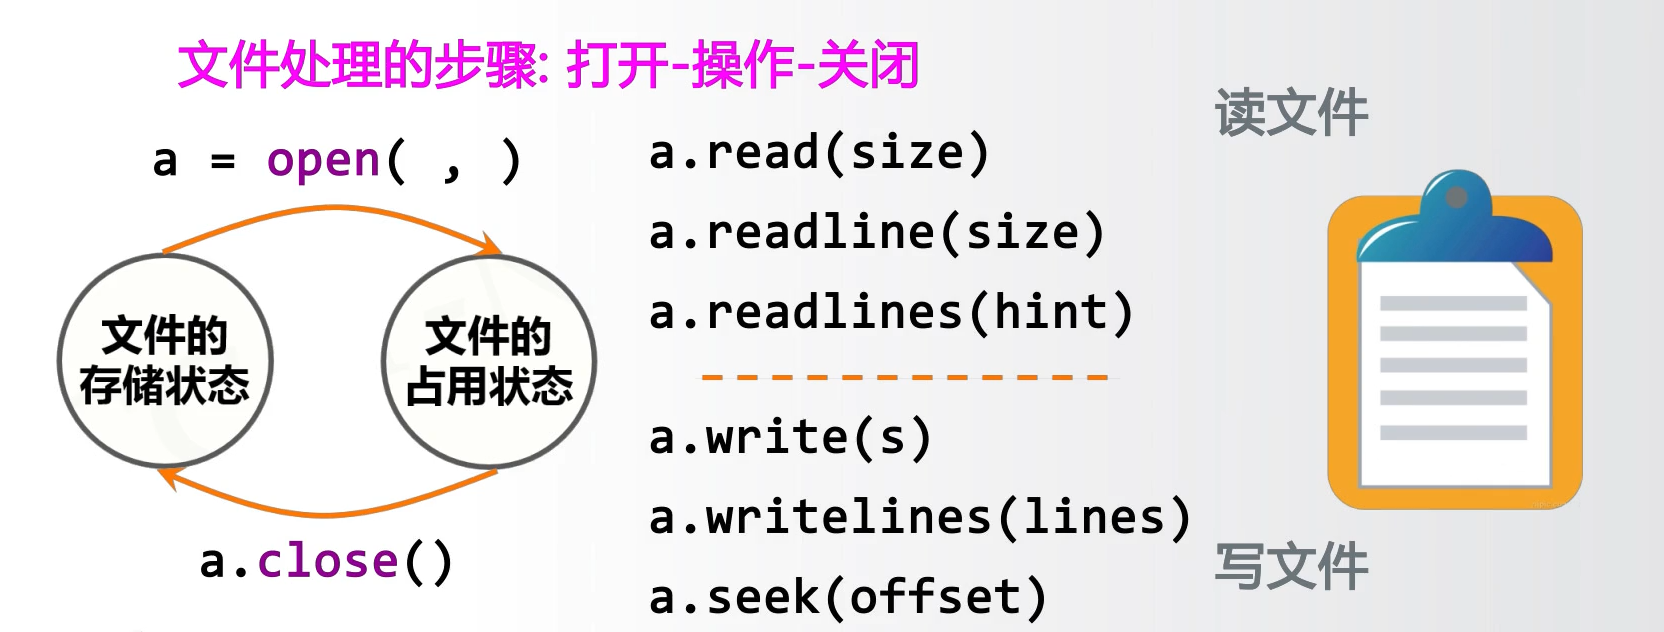 文件处理的步骤: 打开-操作-关闭
a = open( , )
文件的
存储状态
文件的
占用状态
a.close()
读文件
a.read(size)
a.readline(size)
a.readlines(hint)
a.write(s)
a.writelines(lines)
a.seek(offset)
写文件